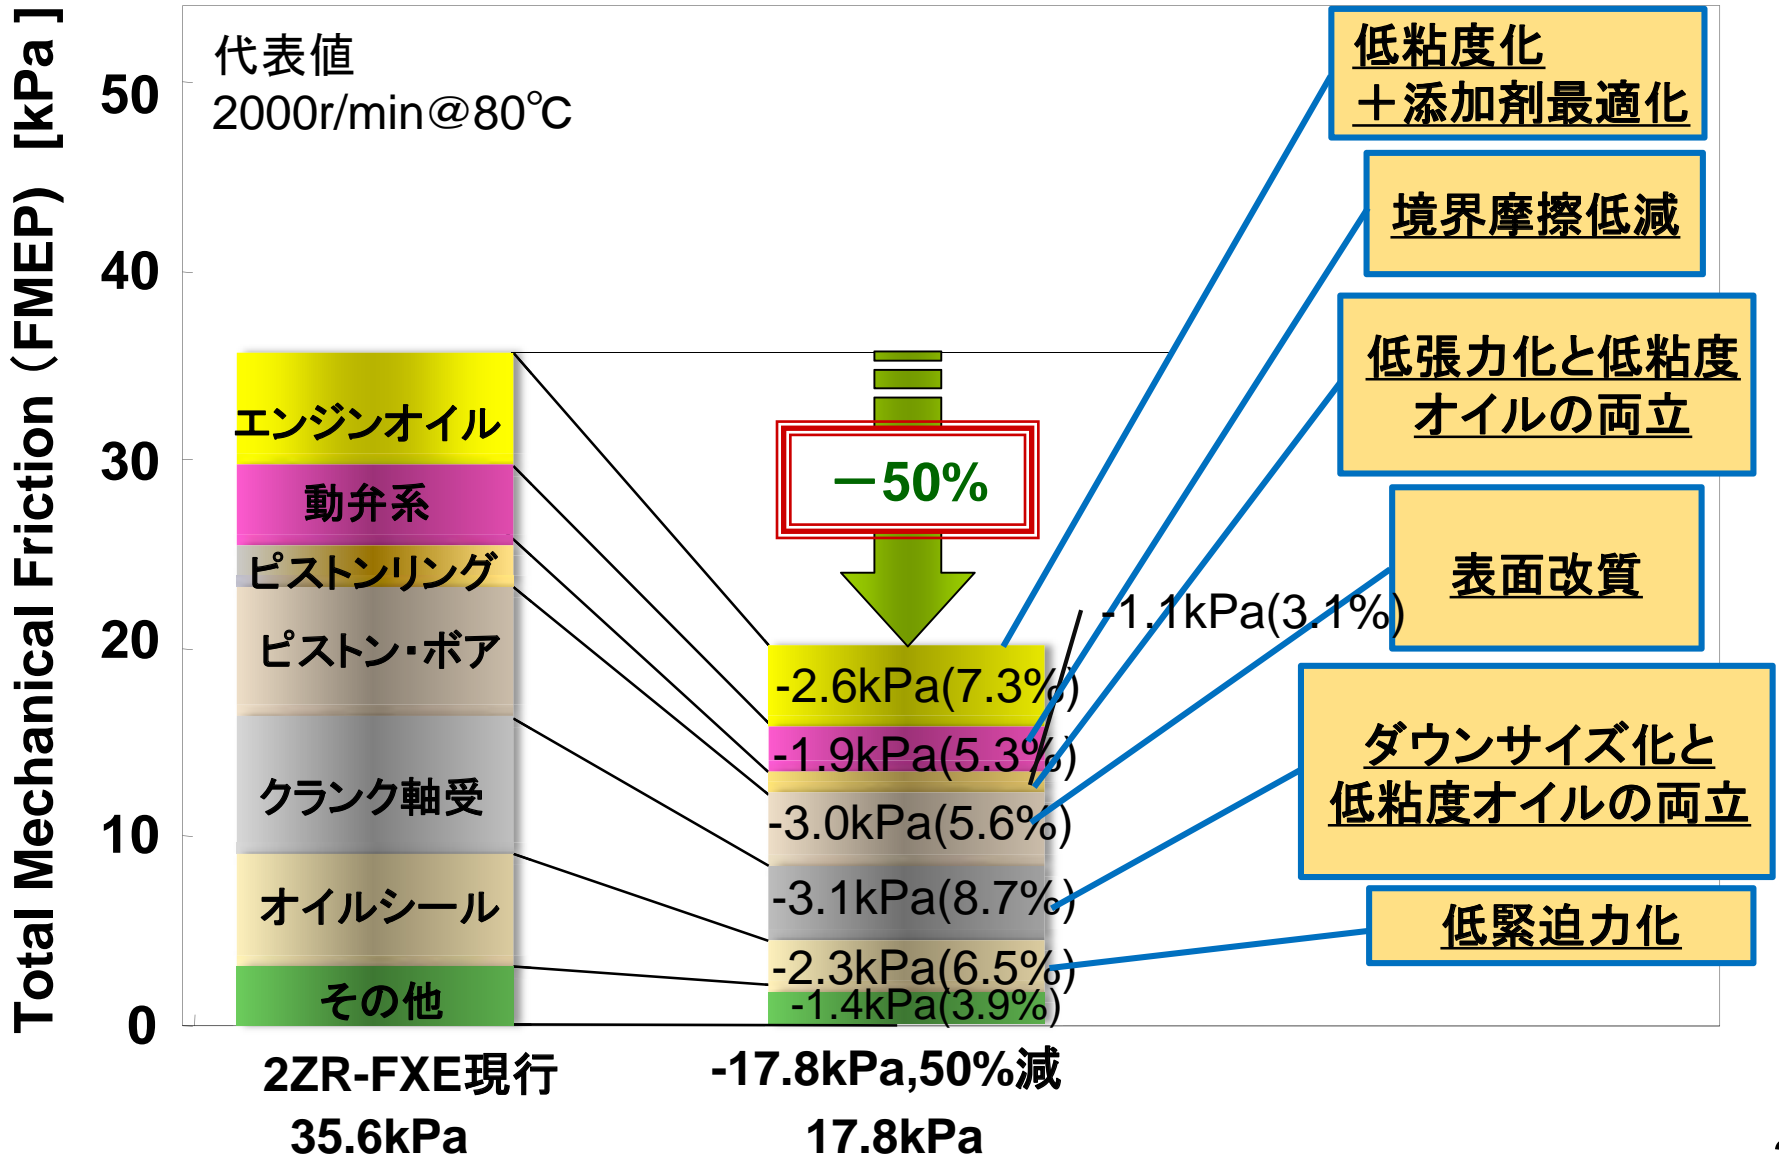 Total Mechanical Friction（FMEP) [kPa]
代表値
2000r/min＠80℃
50
40
30
20
10
0
エンジンオイル
動弁系
ピストンリング
ピストン・ボア
クランク軸受
オイルシール
その他
－50%
-1.1kPa(3.1%)
-2.6kPa(7.3%)
-1.9kPa(5.3%)
-3.0kPa(5.6%)
-3.1kPa(8.7%)
-2.3kPa(6.5%)
-1.4kPa(3.9%)
低粘度化
＋添加剤最適化
境界摩擦低減
低張力化と低粘度
オイルの両立
表面改質
ダウンサイズ化と
低粘度オイルの両立
低緊迫力化
2ZR-FXE現行
35.6kPa
-17.8kPa,50%減
17.8kPa